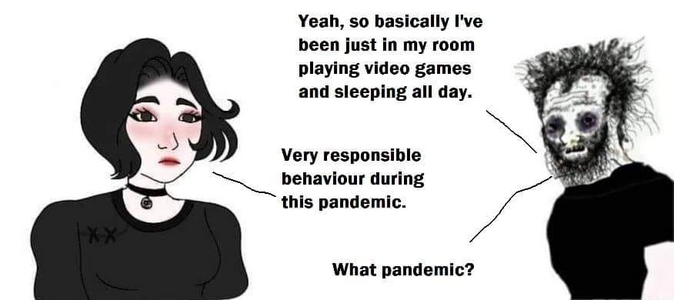 Yeah, so basically I've
been just in my room
playing video games
and sleeping all day.
Very responsible
behaviour during
this pandemic.
What pandemic?